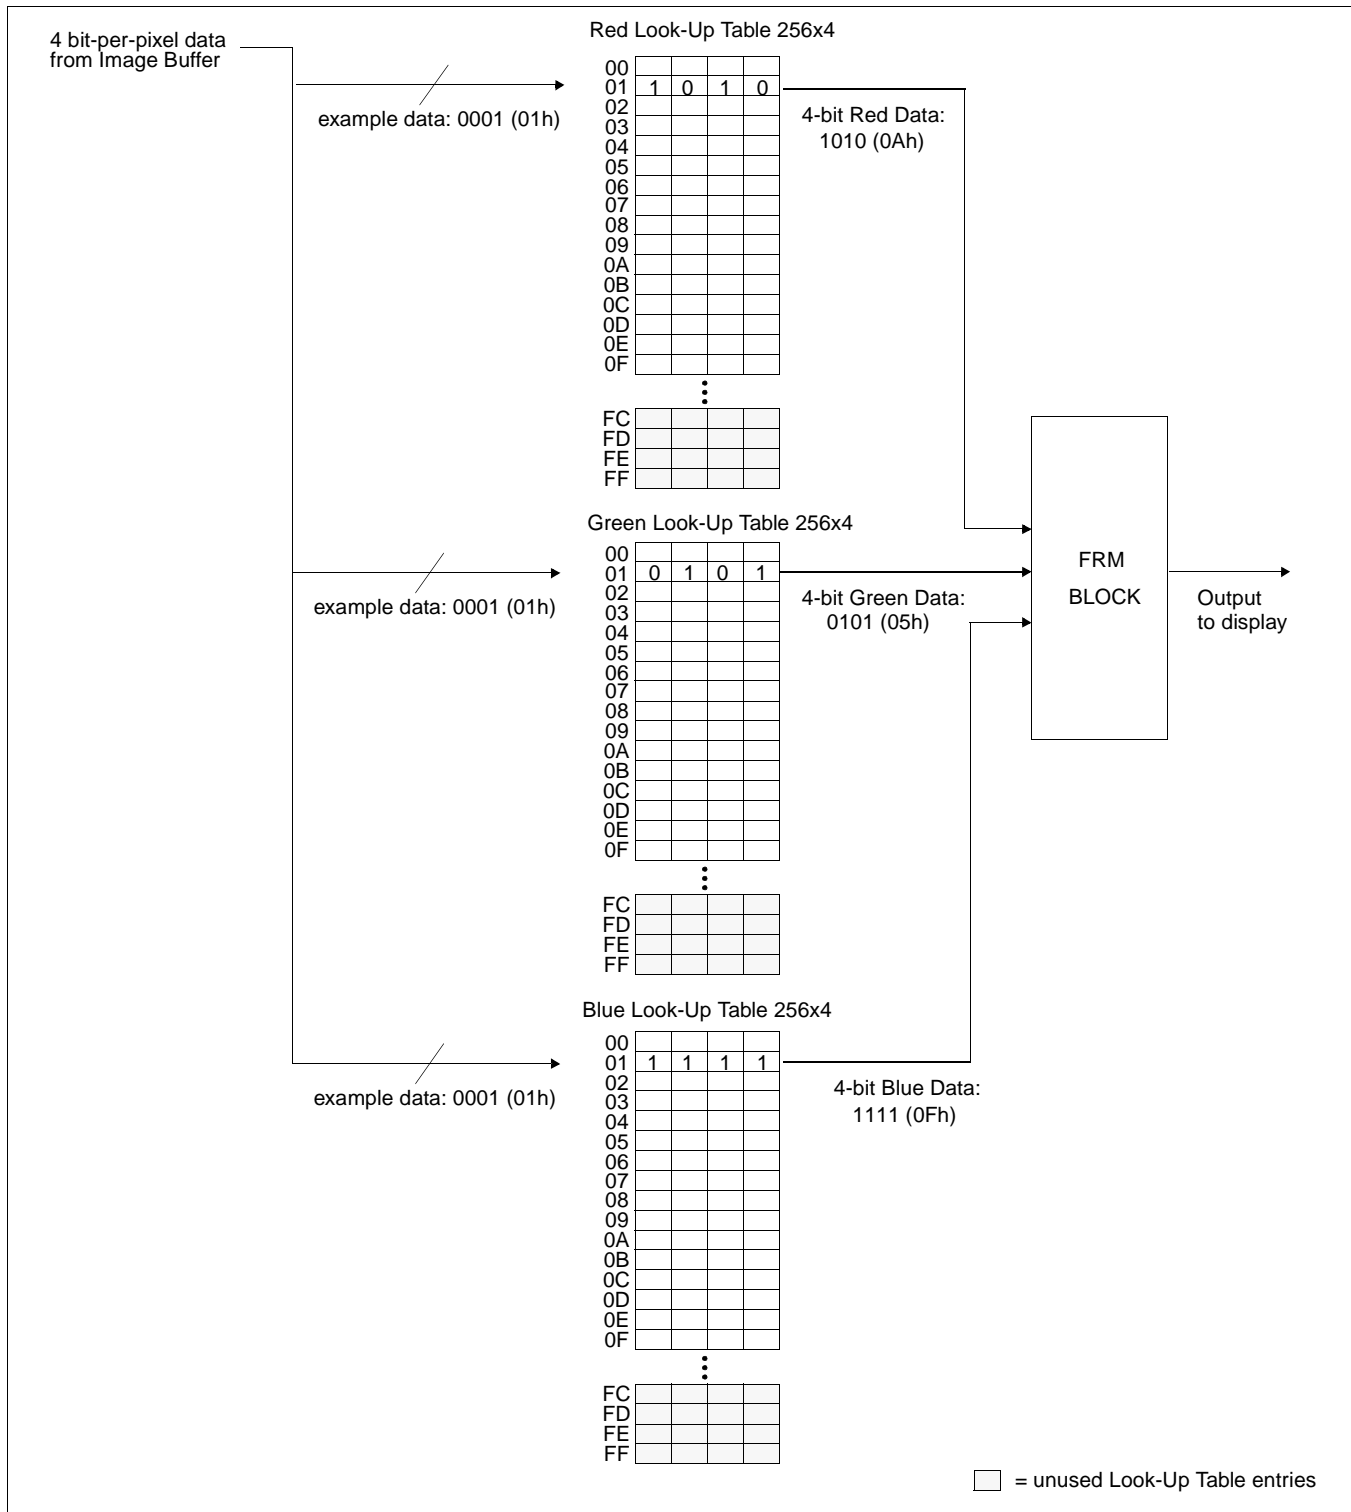 4 bit-per-pixel data
from Image Buffer
Red Look-Up Table 256x4
example data: 0001 (01h)
00
01 1 0 1 0
02
03
04
05
06
07
08
09
0A
0B
0C
0D
0E
0F
FC
FD
FE
FF
4-bit Red Data:
1010 (0Ah)
Green Look-Up Table 256x4
example data: 0001 (01h)
00
01 0 1 0 1
02
03
04
05
06
07
08
09
0A
0B
0C
0D
0E
0F
FC
FD
FE
FF
4-bit Green Data:
0101 (05h)
FRM
BLOCK
Output
to display
Blue Look-Up Table 256x4
example data: 0001 (01h)
00
01 1 1 1 1
02
03
04
05
06
07
08
09
0A
0B
0C
0D
0E
0F
FC
FD
FE
FF
4-bit Blue Data:
1111 (0Fh)
= unused Look-Up Table entries